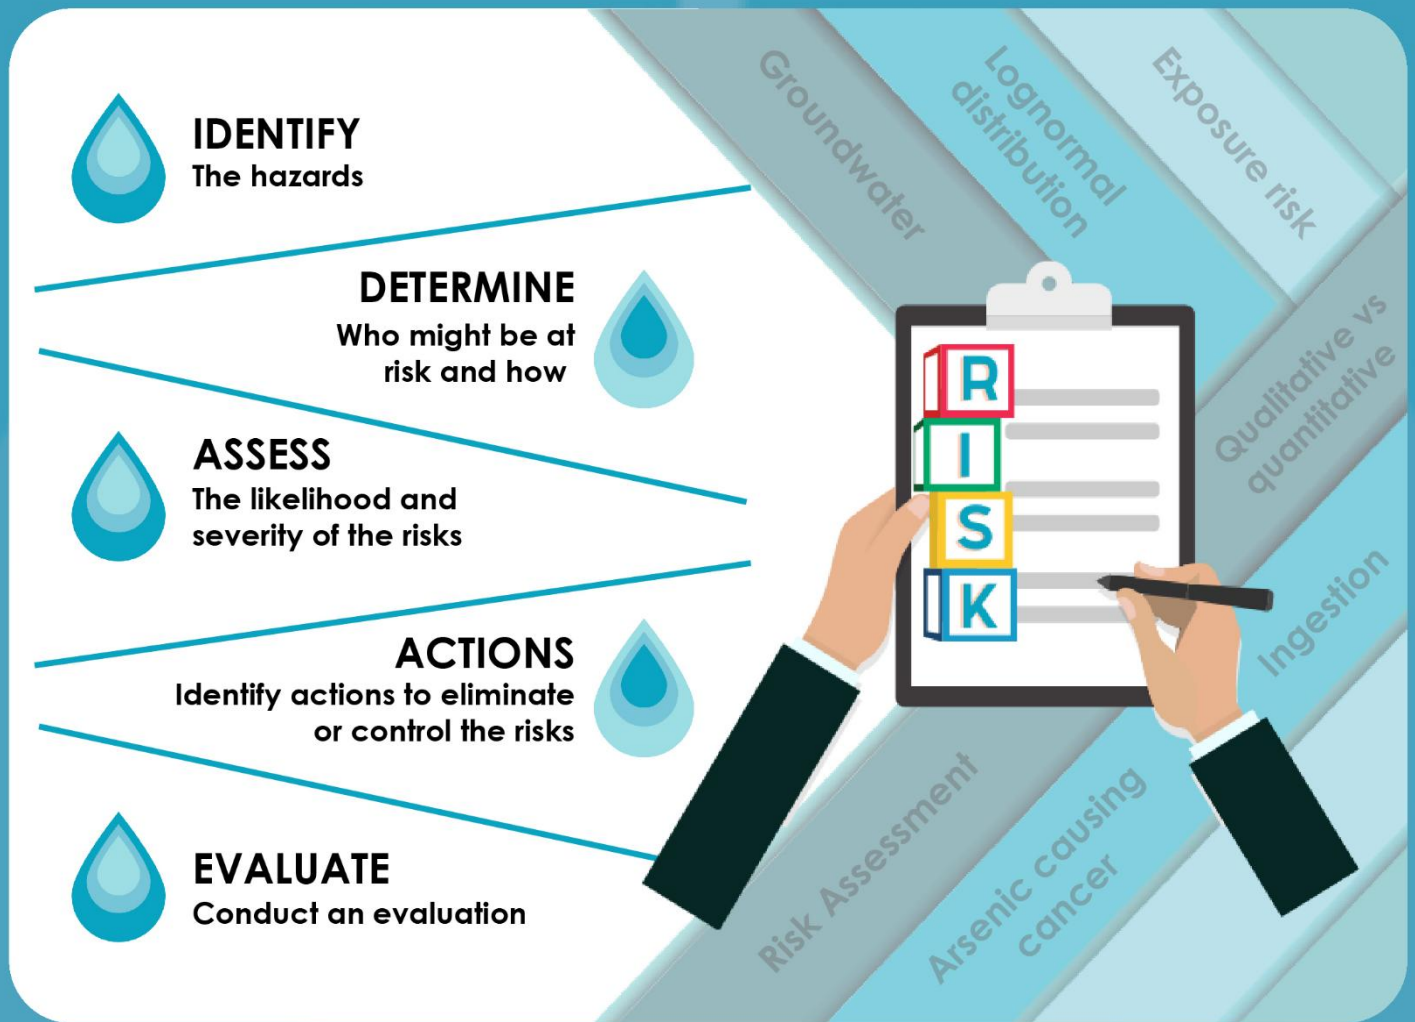 IDENTIFY
The hazards
DETERMINE
Who might be at
risk and how
ASSESS
The likelihood and
severity of the risks
ACTIONS
Identify actions to eliminate
or control the risks
EVALUATE
Conduct an evaluation
Groundwater
Lognormal
distribution
Exposure risk
Qualitative vs
quantitative
Ingestion
Risk Assessment
Arsenic causing
cancer
R
I
S
K